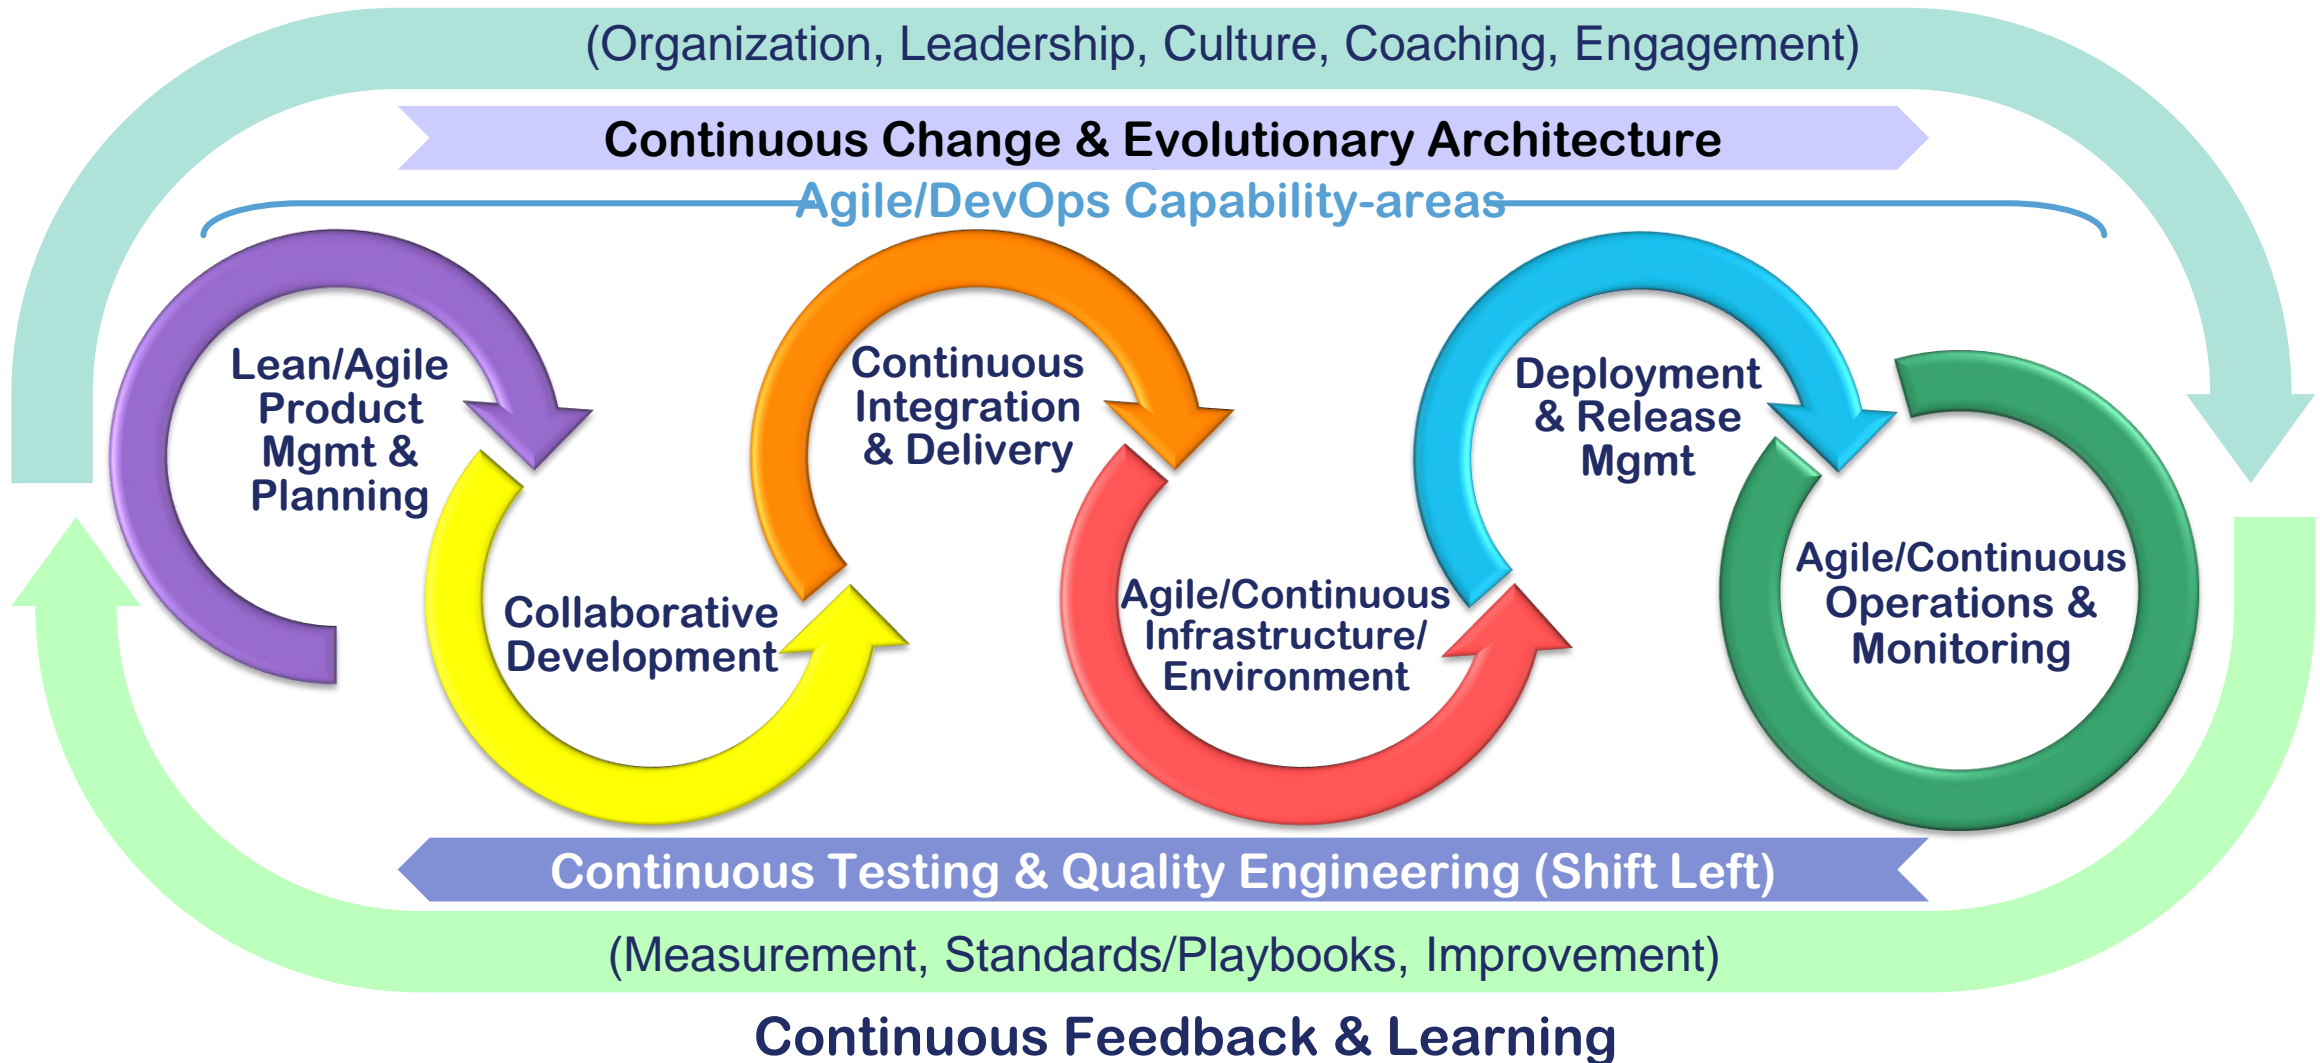 (Organization, Leadership, Culture, Coaching, Engagement)
Continuous Change & Evolutionary Architecture
Agile/DevOps Capability-areas
Lean/Agile
Product
Mgmt &
Planning
Collaborative
Development
Continuous
Integration
& Delivery
Agile/Continuous
Infrastructure/
Environment
Deployment
& Release
Mgmt
Agile/Continuous
Operations &
Monitoring
Continuous Testing & Quality Engineering (Shift Left)
(Measurement, Standards/Playbooks, Improvement)
Continuous Feedback & Learning